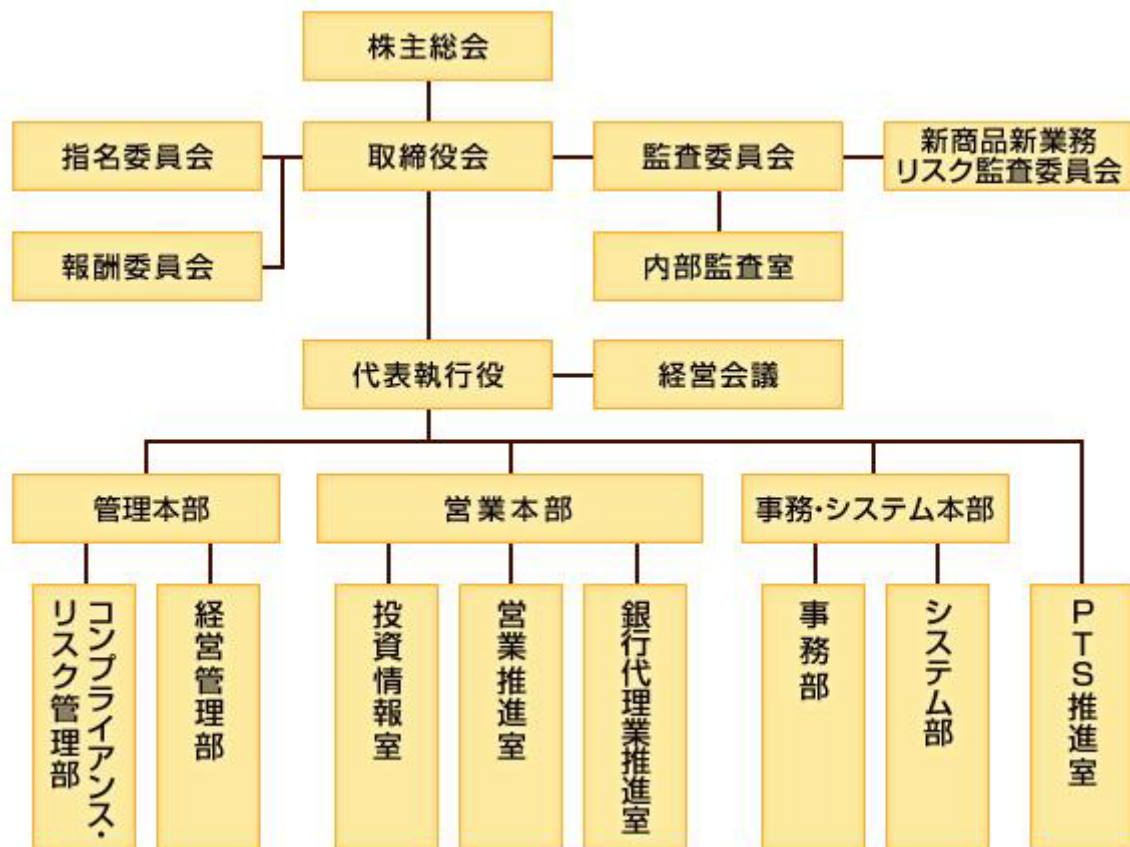 株主総会
指名委員会
取締役会
監査委員会
新商品新業務
リスク監査委員会
報酬委員会
内部監査室
代表執行役
経営会議
管理本部
営業本部
事務・システム本部
コンプライアンス・
リスク管理部
経営管理部
投資情報室
営業推進室
銀行代理業推進室
事務部
システム部
PTS推進室